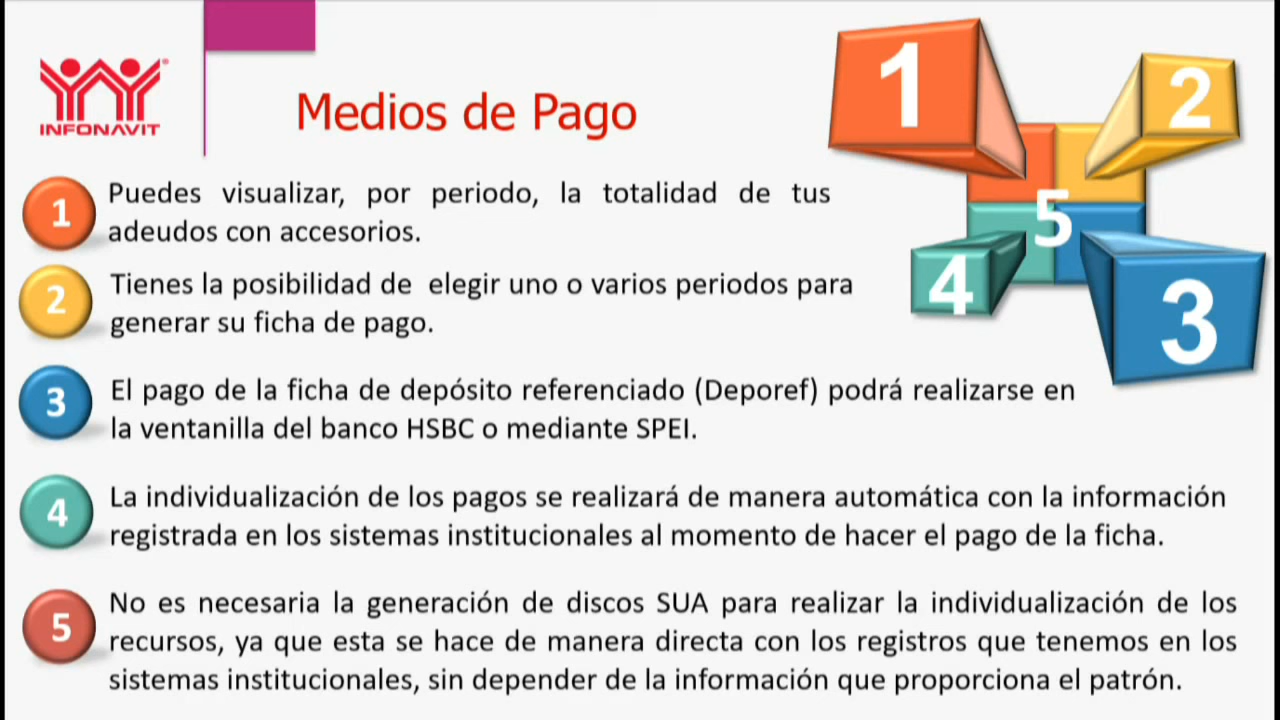 INFONAVIT
Medios de Pago
1
2
5
4
3
1
Puedes visualizar, por periodo, la totalidad de tus
adeudos con accesorios.
2
Tienes la posibilidad de elegir uno o varios periodos para
generar su ficha de pago.
3
El pago de la ficha de depósito referenciado (Deporef) podrá realizarse en
la ventanilla del banco HSBC o mediante SPEI.
4
La individualización de los pagos se realizará de manera automática con la información
registrada en los sistemas institucionales al momento de hacer el pago de la ficha.
5
No es necesaria la generación de discos SUA para realizar la individualización de los
recursos, ya que esta se hace de manera directa con los registros que tenemos en los
sistemas institucionales, sin depender de la información que proporciona el patrón.